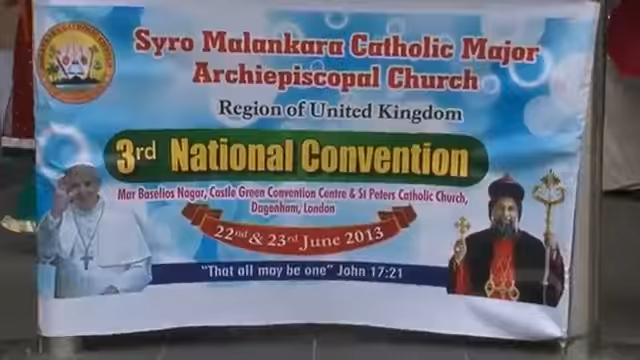 Syro Malankara Catholic Major
Archiepiscopal Church
Region of United Kingdom
3rd National Convention
Mar Baselios Nagar, Castle Green Convention Centre & St Peters Catholic Church,
Dagenham, London
22nd & 23rd June 2013
"That all may be one" John 17:21